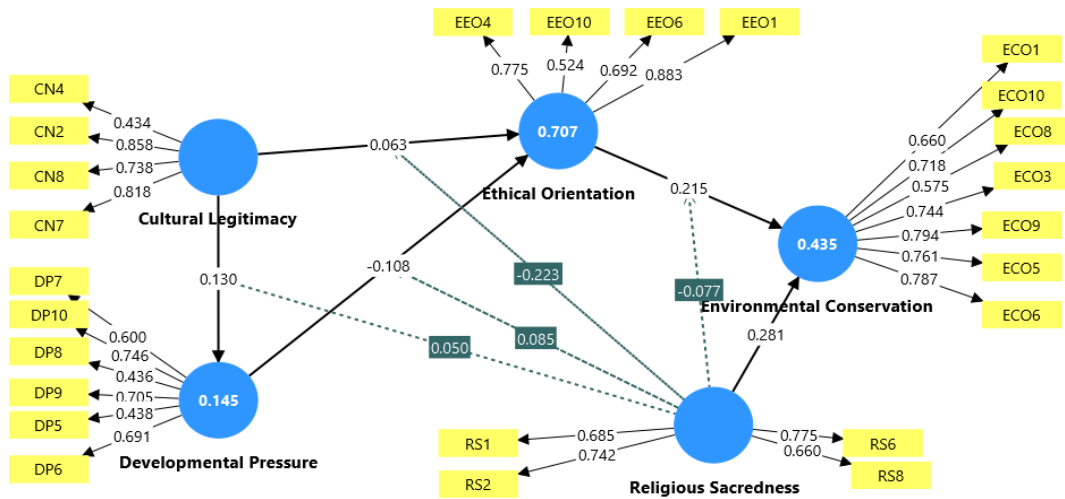 EEO4
EEO10
EEO6
EEO1
0.775
0.524
0.692
0.883
0.707
Ethical Orientation
CN4
CN2
CN8
CN7
0.434
0.858
0.738
0.818
Cultural Legitimacy
0.063
-0.108
0.130
0.215
0.281
-0.223
0.085
0.050
-0.077
ECO1
ECO10
ECO8
ECO3
ECO9
ECO5
ECO6
0.660
0.718
0.575
0.744
0.794
0.761
0.787
0.435
Environmental Conservation
DP7
DP10
DP8
DP9
DP5
DP6
0.600
0.746
0.436
0.705
0.438
0.691
0.145
Developmental Pressure
RS1
RS2
0.685
0.742
0.775
0.660
RS6
RS8
Religious Sacredness